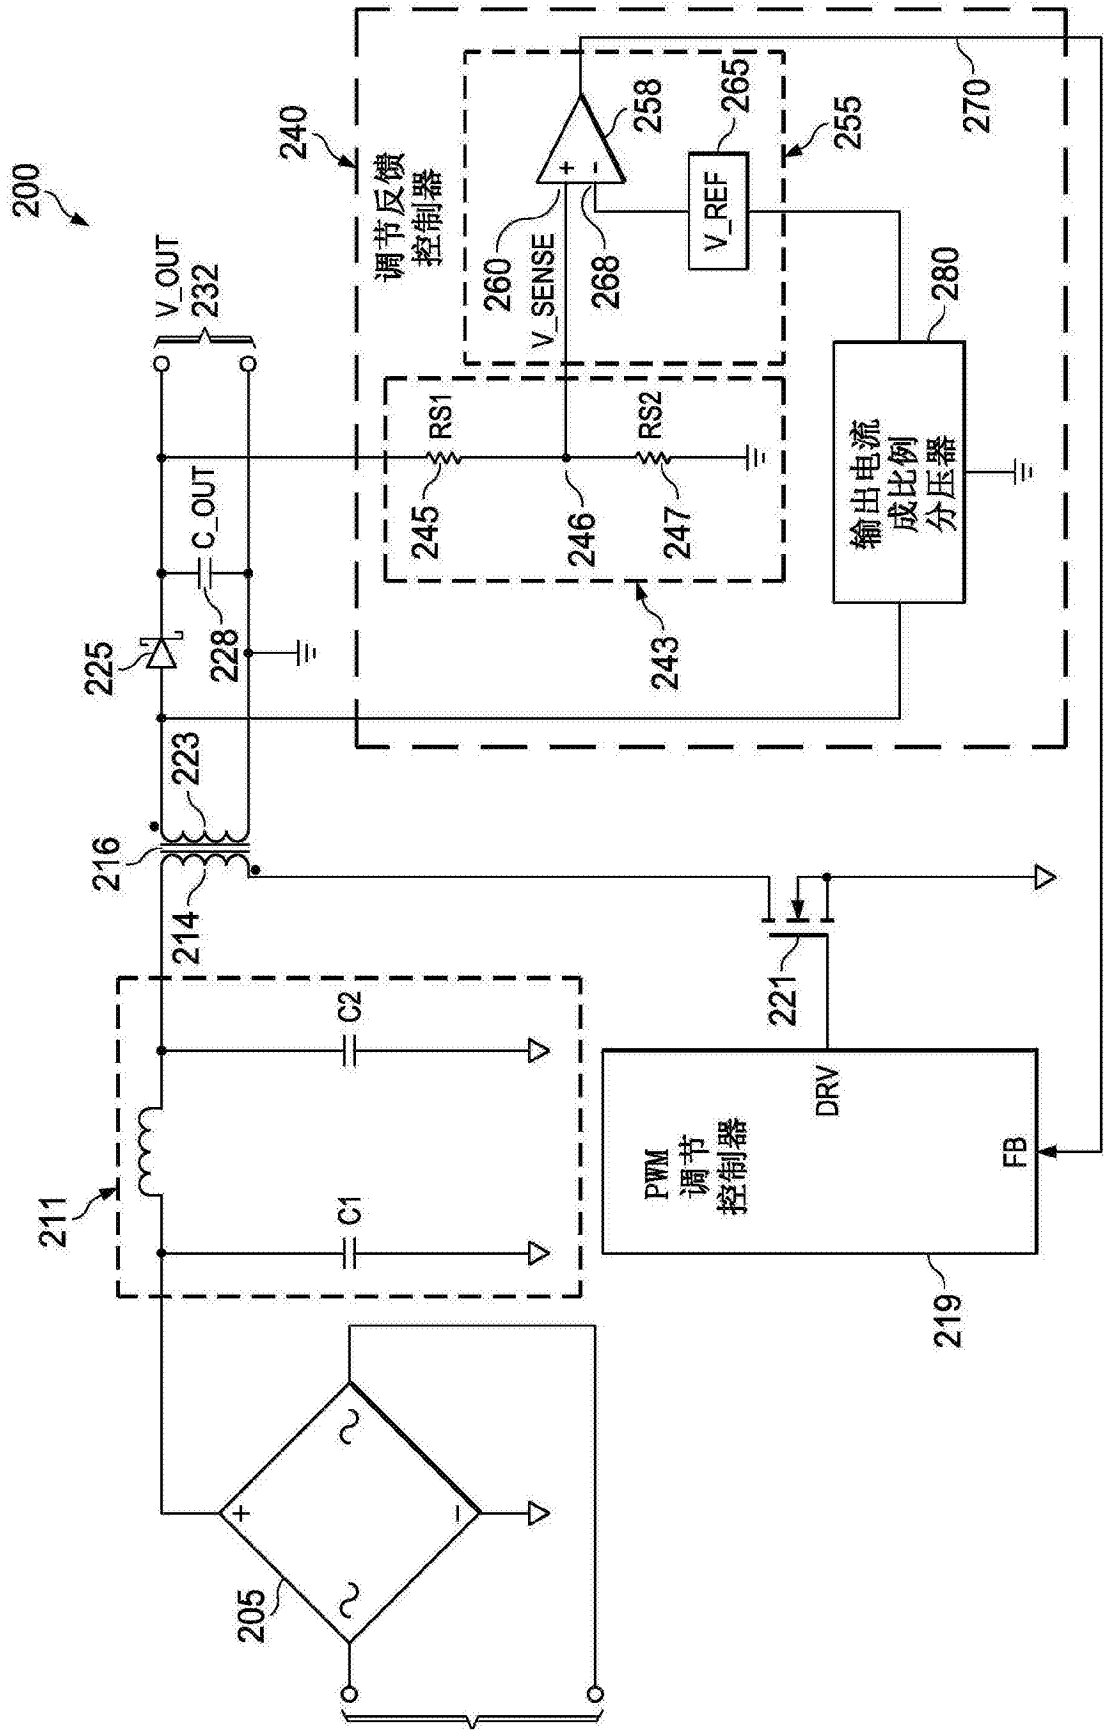 200
V_OUT
232
240
调节反馈
控制器
225
C_OUT
228
216
223
214
211
C1
C2
205
+
-
~
~
RS1
245
246
RS2
247
243
V_SENSE
260
268
+
-
258
V_REF
265
255
270
280
输出电流
成比例
分压器
221
DRV
PWM
调节
控制器
FB
219